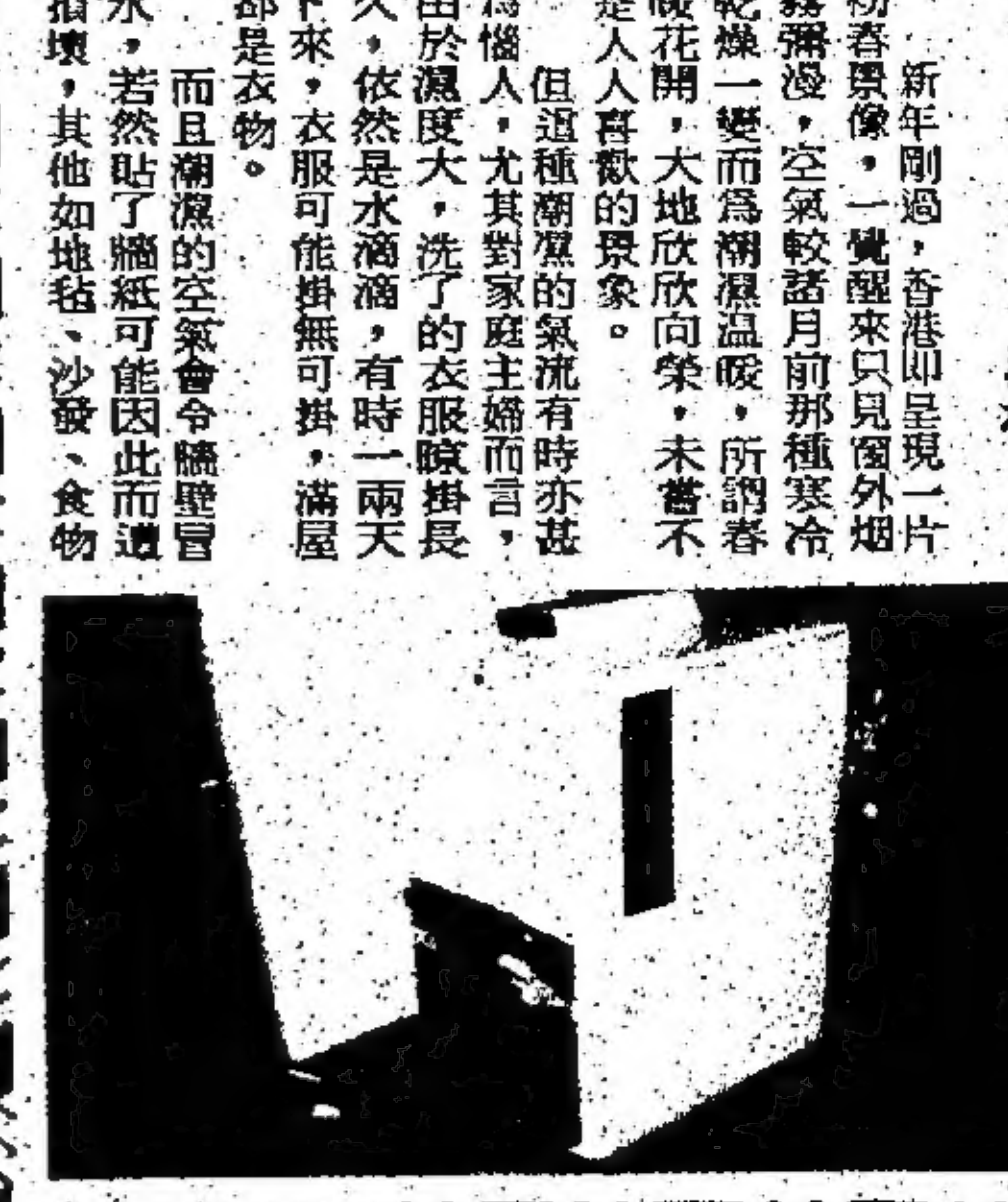 新年剛過，香港即呈現一片
初春景像，一覺醒來只見窗外烟
霧彌漫，空氣較諸月前那種寒冷
乾燥一變而爲潮濕温暖，所謂春
暖花開，大地欣欣向榮，未嘗不
是人人喜歡的景象。
但這種潮濕的氣流有時亦甚
爲惱人，尤其對家庭主婦而言，
由於濕度大，洗了的衣服晾掛長
久，依然是水滴滴，有時一兩天
下來，衣服可能掛無可掛，滿屋
都是衣物。
而且潮濕的空氣會令牆壁冒
水，若然貼了牆紙可能因此而遭
損壞，其他如地毡、沙發、食物